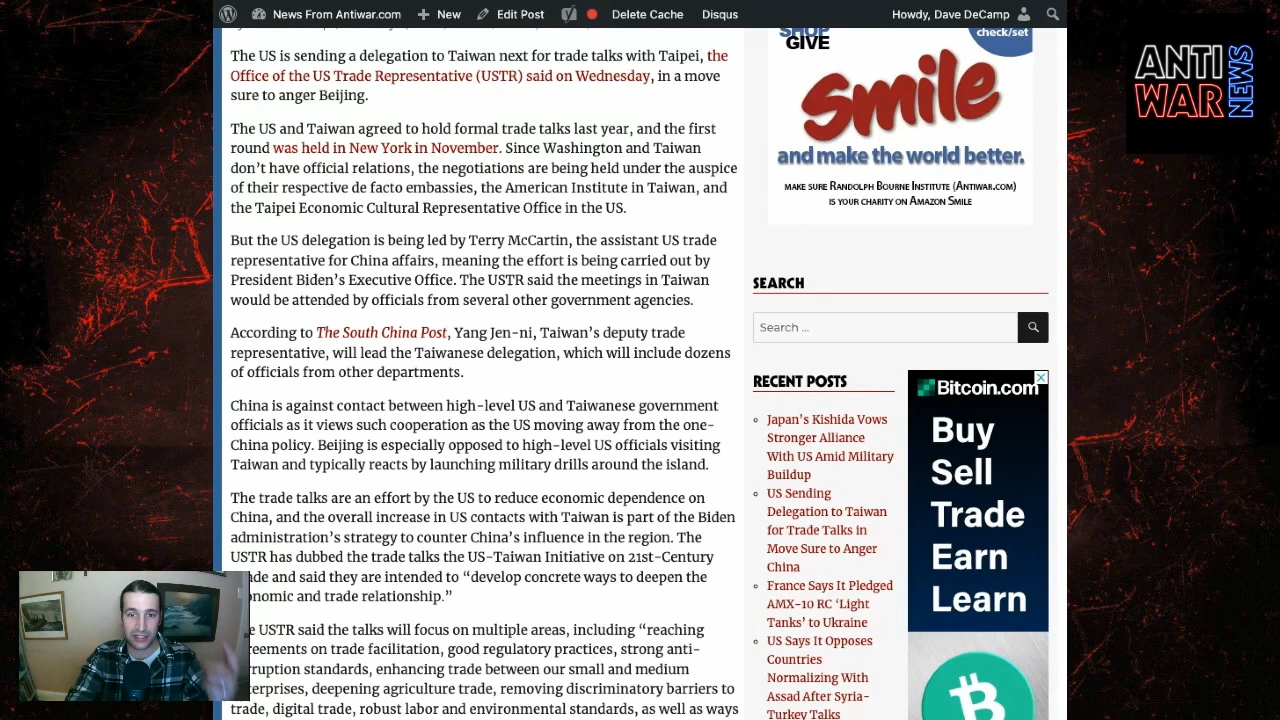 News From Antiwar.com
New
Edit Post
Delete Cache
Disqus
Howdy, Dave DeCamp
The US is sending a delegation to Taiwan next for trade talks with Taipei, the
Office of the US Trade Representative (USTR) said on Wednesday, in a move
sure to anger Beijing.
The US and Taiwan agreed to hold formal trade talks last year, and the first
round was held in New York in November. Since Washington and Taiwan
don’t have official relations, the negotiations are being held under the auspice
of their respective de facto embassies, the American Institute in Taiwan, and
the Taipei Economic Cultural Representative Office in the US.
But the US delegation is being led by Terry McCartin, the assistant US trade
representative for China affairs, meaning the effort is being carried out by
President Biden’s Executive Office. The USTR said the meetings in Taiwan
would be attended by officials from several other government agencies.
According to The South China Post, Yang Jen-ni, Taiwan’s deputy trade
representative, will lead the Taiwanese delegation, which will include dozens
of officials from other departments.
China is against contact between high-level US and Taiwanese government
officials as it views such cooperation as the US moving away from the one-
China policy. Beijing is especially opposed to high-level US officials visiting
Taiwan and typically reacts by launching military drills around the island.
The trade talks are an effort by the US to reduce economic dependence on
China, and the overall increase in US contacts with Taiwan is part of the Biden
administration’s strategy to counter China’s influence in the region. The
USTR has dubbed the trade talks the US-Taiwan Initiative on 21st-Century
de and said they are intended to “develop concrete ways to deepen the
onomic and trade relationship.”
e USTR said the talks will focus on multiple areas, including “reaching
reements on trade facilitation, good regulatory practices, strong anti-
rruption standards, enhancing trade between our small and medium
terprises, deepening agriculture trade, removing discriminatory barriers to
trade, digital trade, robust labor and environmental standards, as well as ways
SHOP
GIVE
check/set
smile
and make the world better.
MAKE SURE RANDOLPH BOURNE INSTITUTE (ANTIWAR.COM)
IS YOUR CHARITY ON AMAZON SMILE
SEARCH
Search ...
RECENT POSTS
Japan’s Kishida Vows
Stronger Alliance
With US Amid Military
Buildup
US Sending
Delegation to Taiwan
for Trade Talks in
Move Sure to Anger
China
France Says It Pledged
AMX-10 RC ‘Light
Tanks’ to Ukraine
US Says It Opposes
Countries
Normalizing With
Assad After Syria-
Turkey Talks
Bitcoin.com
Buy
Sell
Trade
Earn
Learn
ANTI
WAR
NEWS